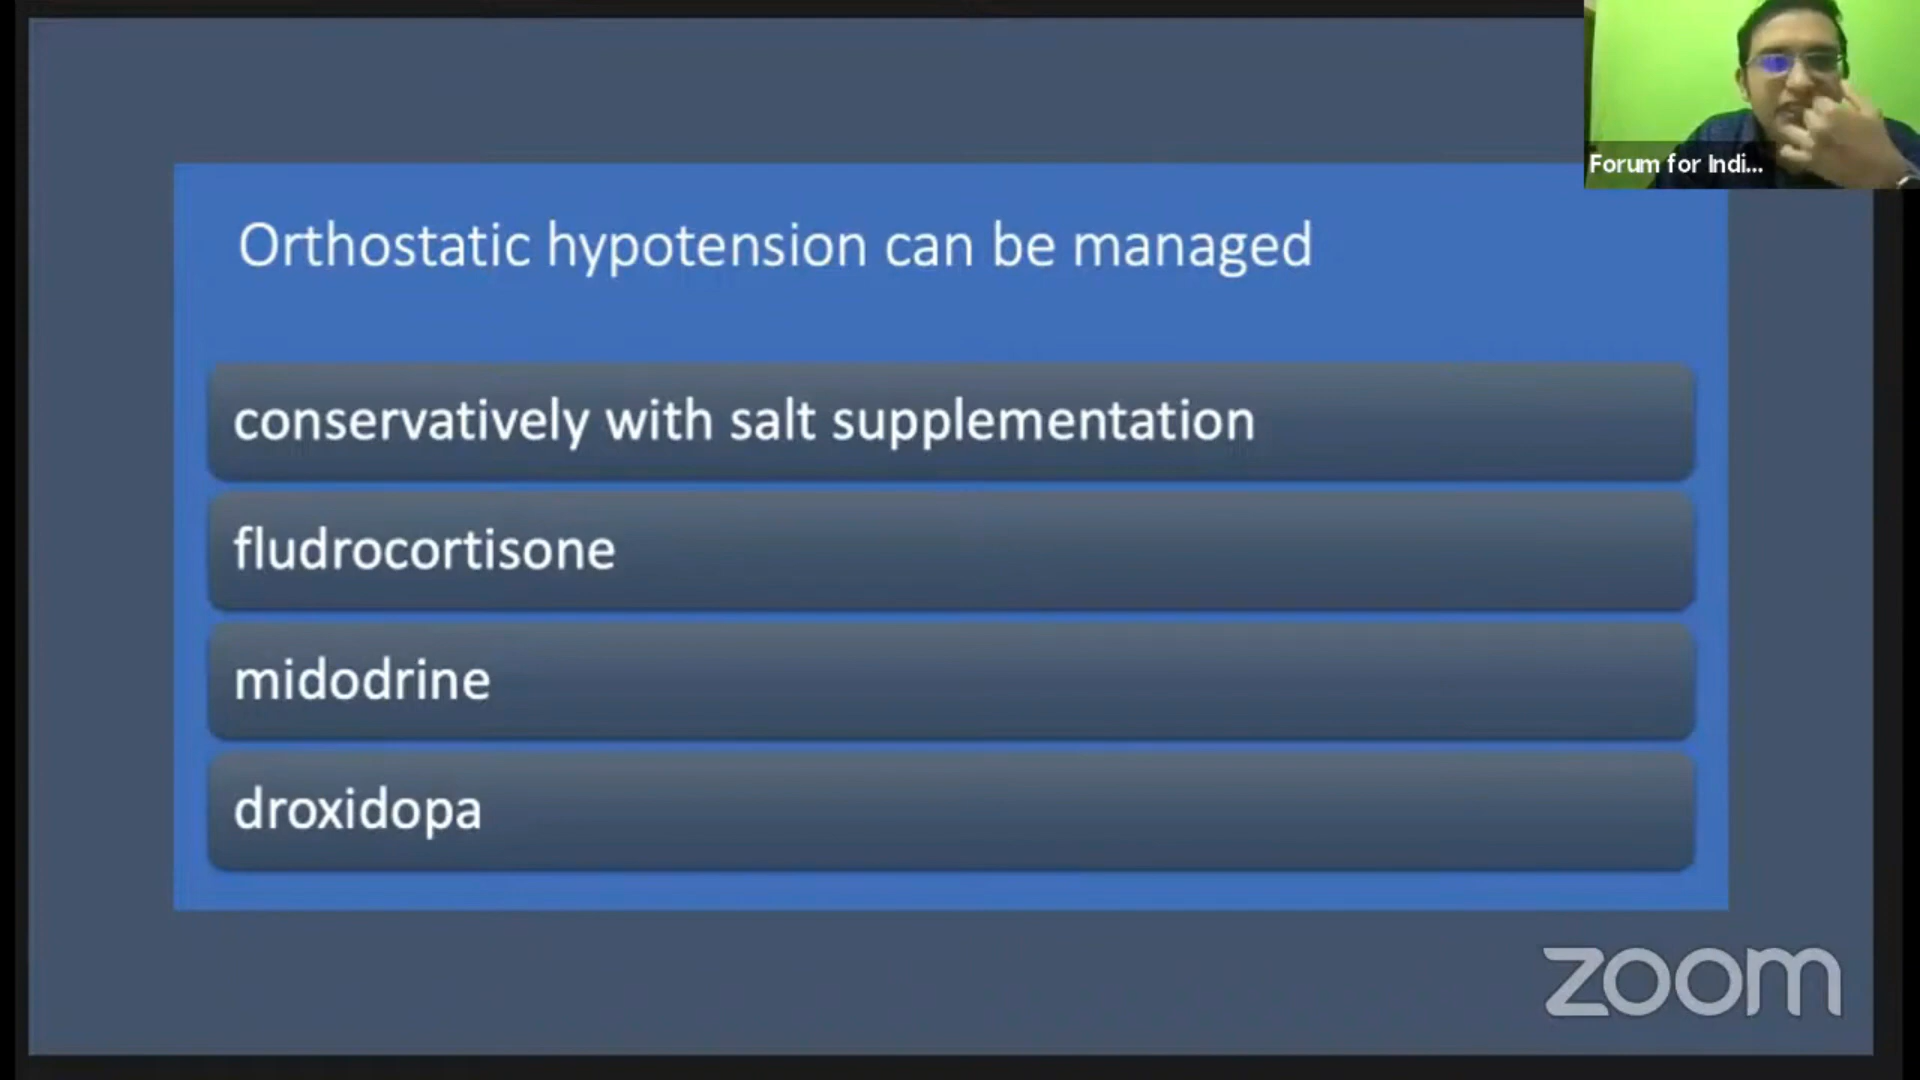 Forum for Indi...
Orthostatic hypotension can be managed
conservatively with salt supplementation
fludrocortisone
midodrine
droxidopa
zoom